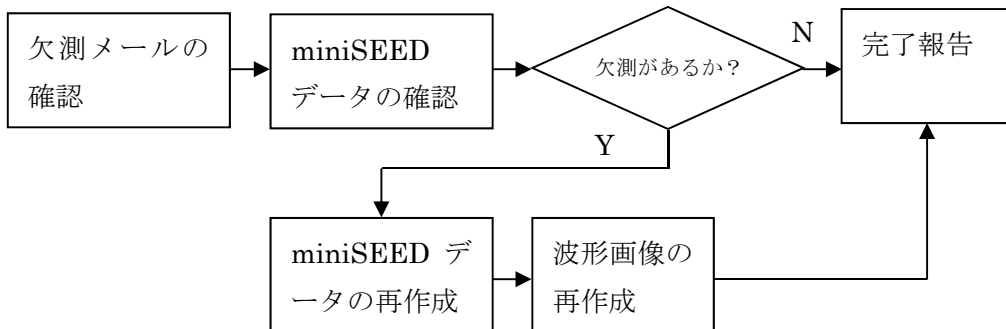 欠測メールの
確認
miniSEED
データの確認
欠測があるか？
N
完了報告
Y
miniSEED デ
ータの再作成
波形画像の
再作成